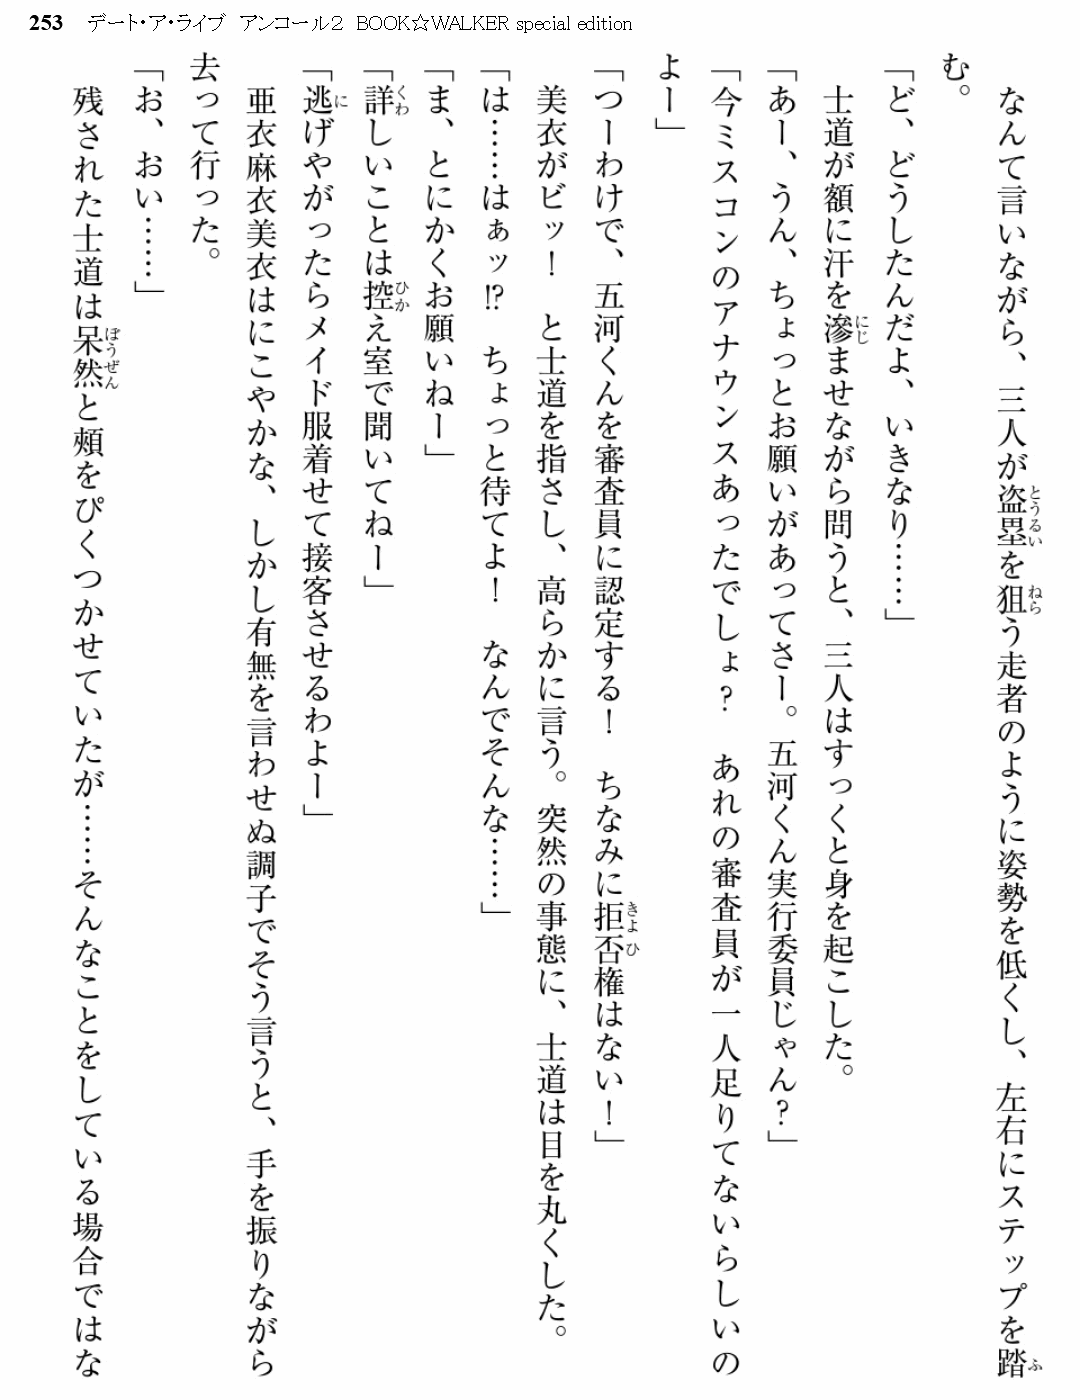 253 デート・ア・ライブ アンコール2 BOOK☆WALKER special edition
　なんて言いながら、三人が盗塁を狙う走者のように姿勢を低くし、左右にステップを踏
む。
「ど、どうしたんだよ、いきなり……」
　士道が額に汗を滲ませながら問うと、三人はすっくと身を起こした。
「あー、うん、ちょっとお願いがあってさー。五河くん実行委員じゃん？」
「今ミスコンのアナウンスあったでしょ？　あれの審査員が一人足りてないらしいの
よー」
「つーわけで、五河くんを審査員に認定する！　ちなみに拒否権はない！」
　美衣がビッ！　と士道を指さし、高らかに言う。突然の事態に、士道は目を丸くした。
「は……はぁッ!?　ちょっと待てよ！　なんでそんな……」
「ま、とにかくお願いねー」
「詳しいことは控え室で聞いてねー」
「逃げやがったらメイド服着せて接客させるわよー」
　亜衣麻衣美衣はにこやかな、しかし有無を言わせぬ調子でそう言うと、手を振りながら
去って行った。
「お、おい……」
　残された士道は呆然と頬をぴくつかせていたが……そんなことをしている場合ではな